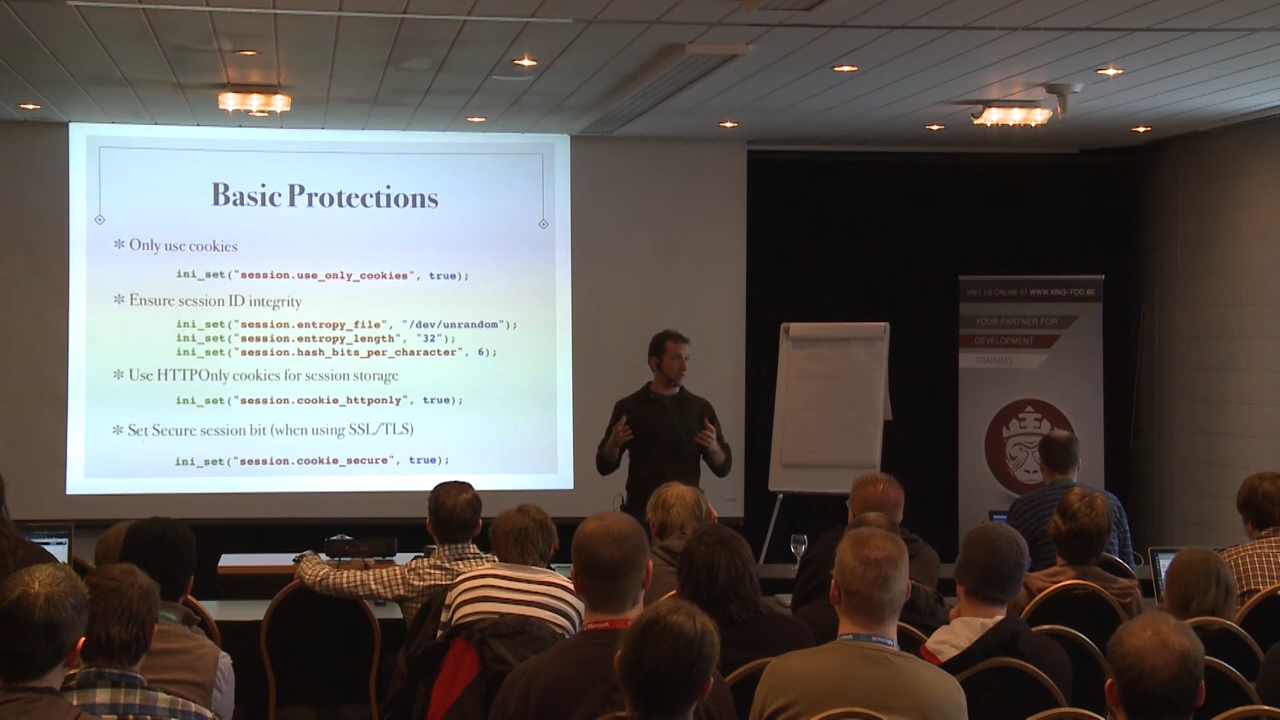 Basic Protections
✻ Only use cookies
ini_set("session.use_only_cookies", true);
✻ Ensure session ID integrity
ini_set("session.entropy_file", "/dev/unrandom");
ini_set("session.entropy_length", "32");
ini_set("session.hash_bits_per_character", 6);
✻ Use HTTPOnly cookies for session storage
ini_set("session.cookie_httponly", true);
✻ Set Secure session bit (when using SSL/TLS)
ini_set("session.cookie_secure", true);
VISIT US ONLINE AT WWW.KING-FOO.BE
YOUR PARTNER FOR
DEVELOPMENT
TRAINING